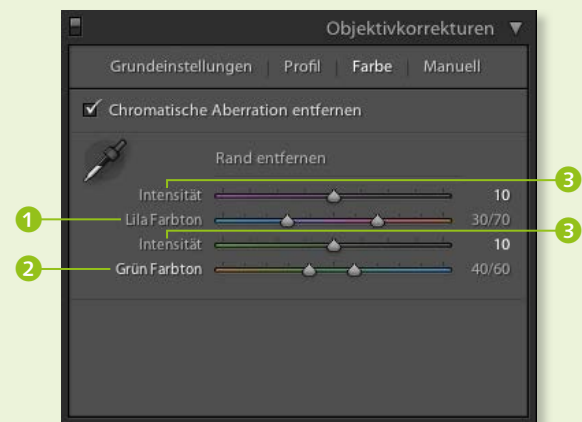 Objektivkorrekturen
Grundeinstellungen | Profil | Farbe | Manuell
Chromatische Aberration entfernen
Rand entfernen
Intensität 10 3
1 Lila Farbton 30/70
Intensität 10 3
2 Grün Farbton 40/60